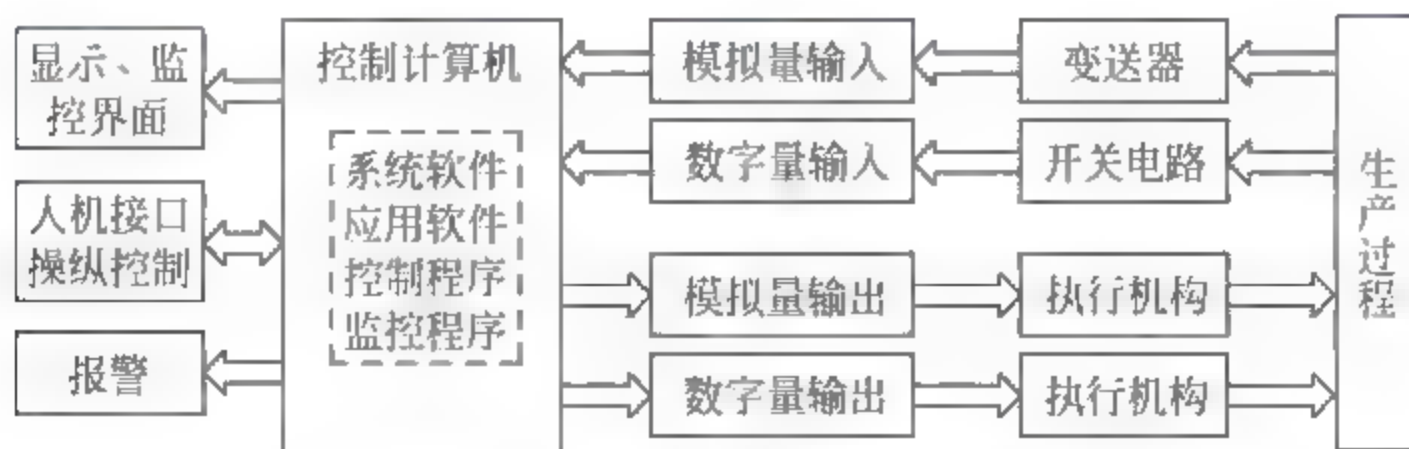 显示、监
控界面
人机接口
操纵控制
报警
控制计算机
系统软件
应用软件
控制程序
监控程序
模拟量输入
数字量输入
模拟量输出
数字量输出
变送器
开关电路
执行机构
执行机构
生产过程